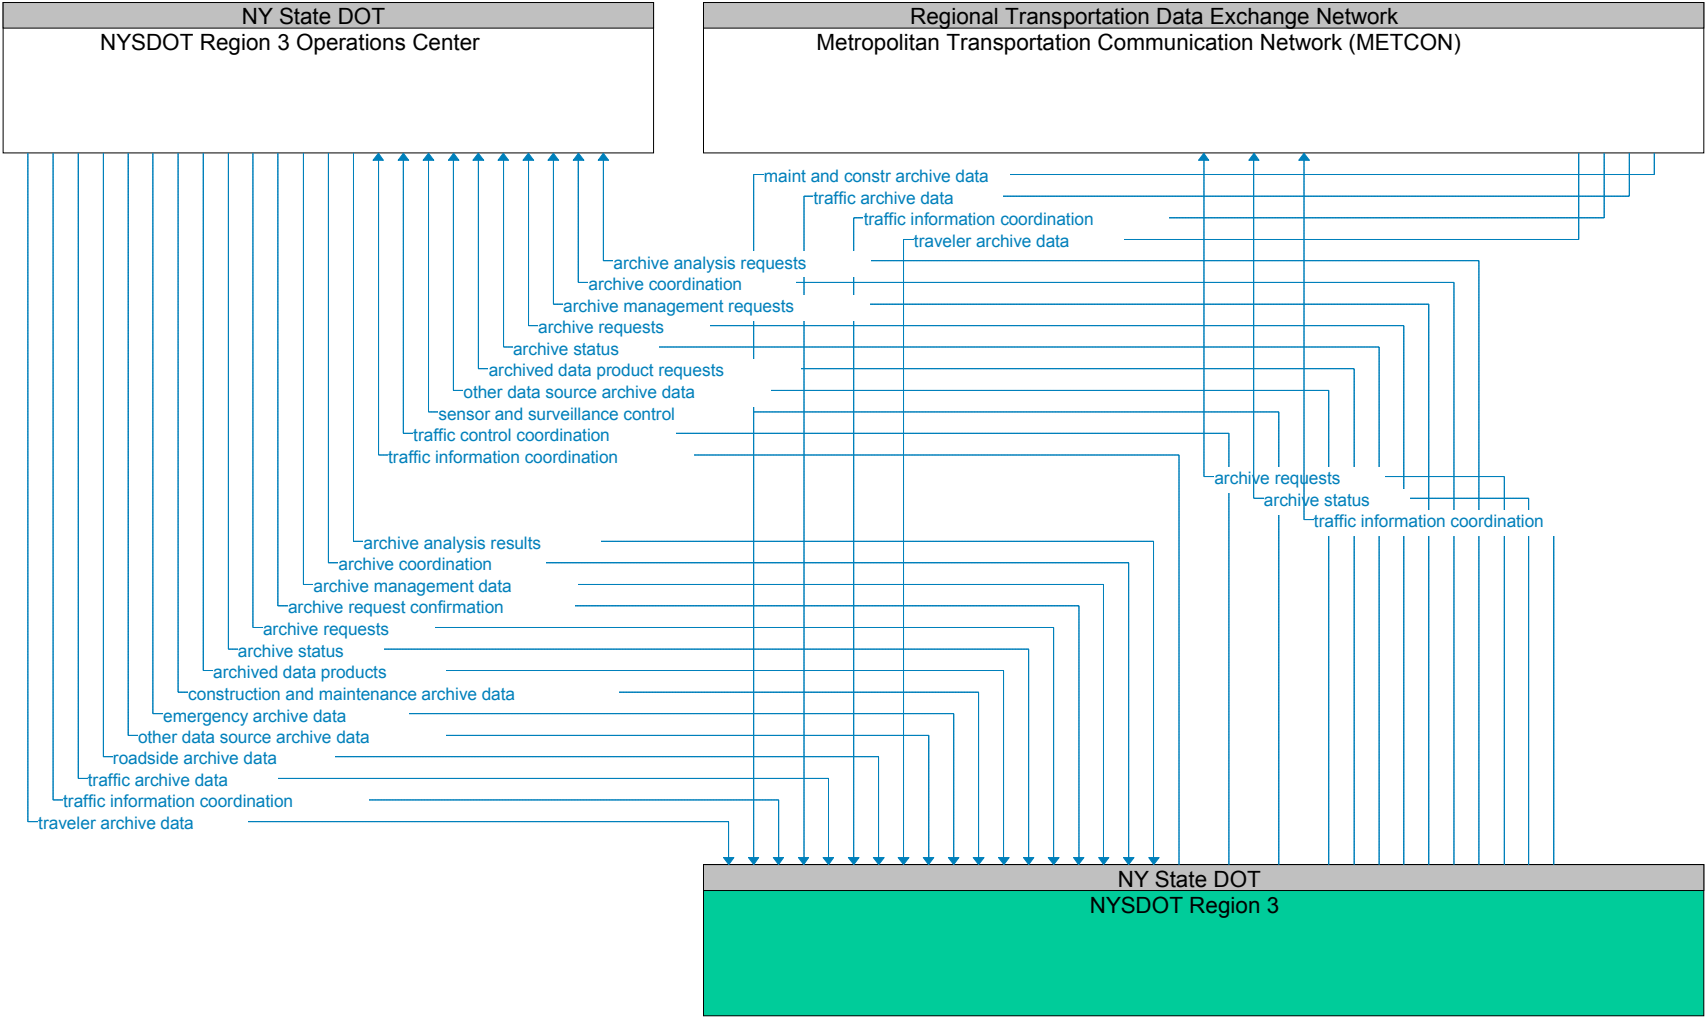 NY State DOT
NYSDOT Region 3 Operations Center
Regional Transportation Data Exchange Network
Metropolitan Transportation Communication Network (METCON)
maint and constr archive data
traffic archive data
traffic information coordination
traveler archive data
archive analysis requests
archive coordination
archive management requests
archive requests
archive status
archived data product requests
other data source archive data
sensor and surveillance control
traffic control coordination
traffic information coordination
archive requests
archive status
traffic information coordination
archive analysis results
archive coordination
archive management data
archive request confirmation
archive requests
archive status
archived data products
construction and maintenance archive data
emergency archive data
other data source archive data
roadside archive data
traffic archive data
traffic information coordination
traveler archive data
NY State DOT
NYSDOT Region 3